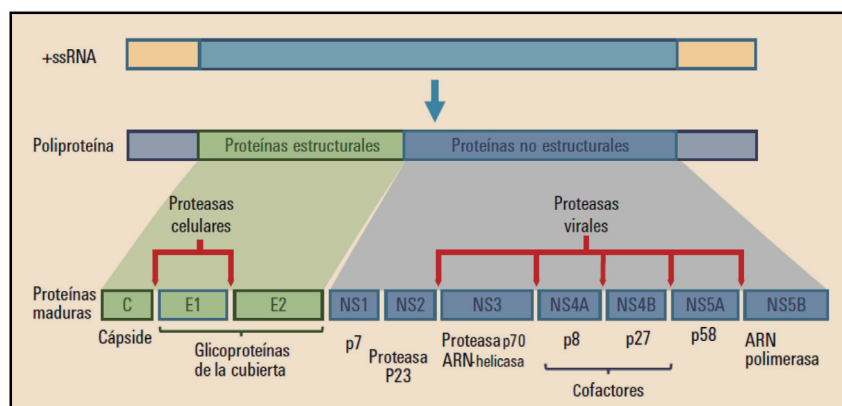 +ssRNA
Poliproteína
Proteínas estructurales
Proteínas no estructurales
Proteasas
celulares
Proteasas
virales
Proteínas
maduras
C
E1
E2
NS1
NS2
NS3
NS4A
NS4B
NS5A
NS5B
Cápside
Glicoproteínas
de la cubierta
p7
Proteasa
P23
Proteasa p70
ARN-helicasa
p8
p27
Cofactores
p58
ARN
polimerasa